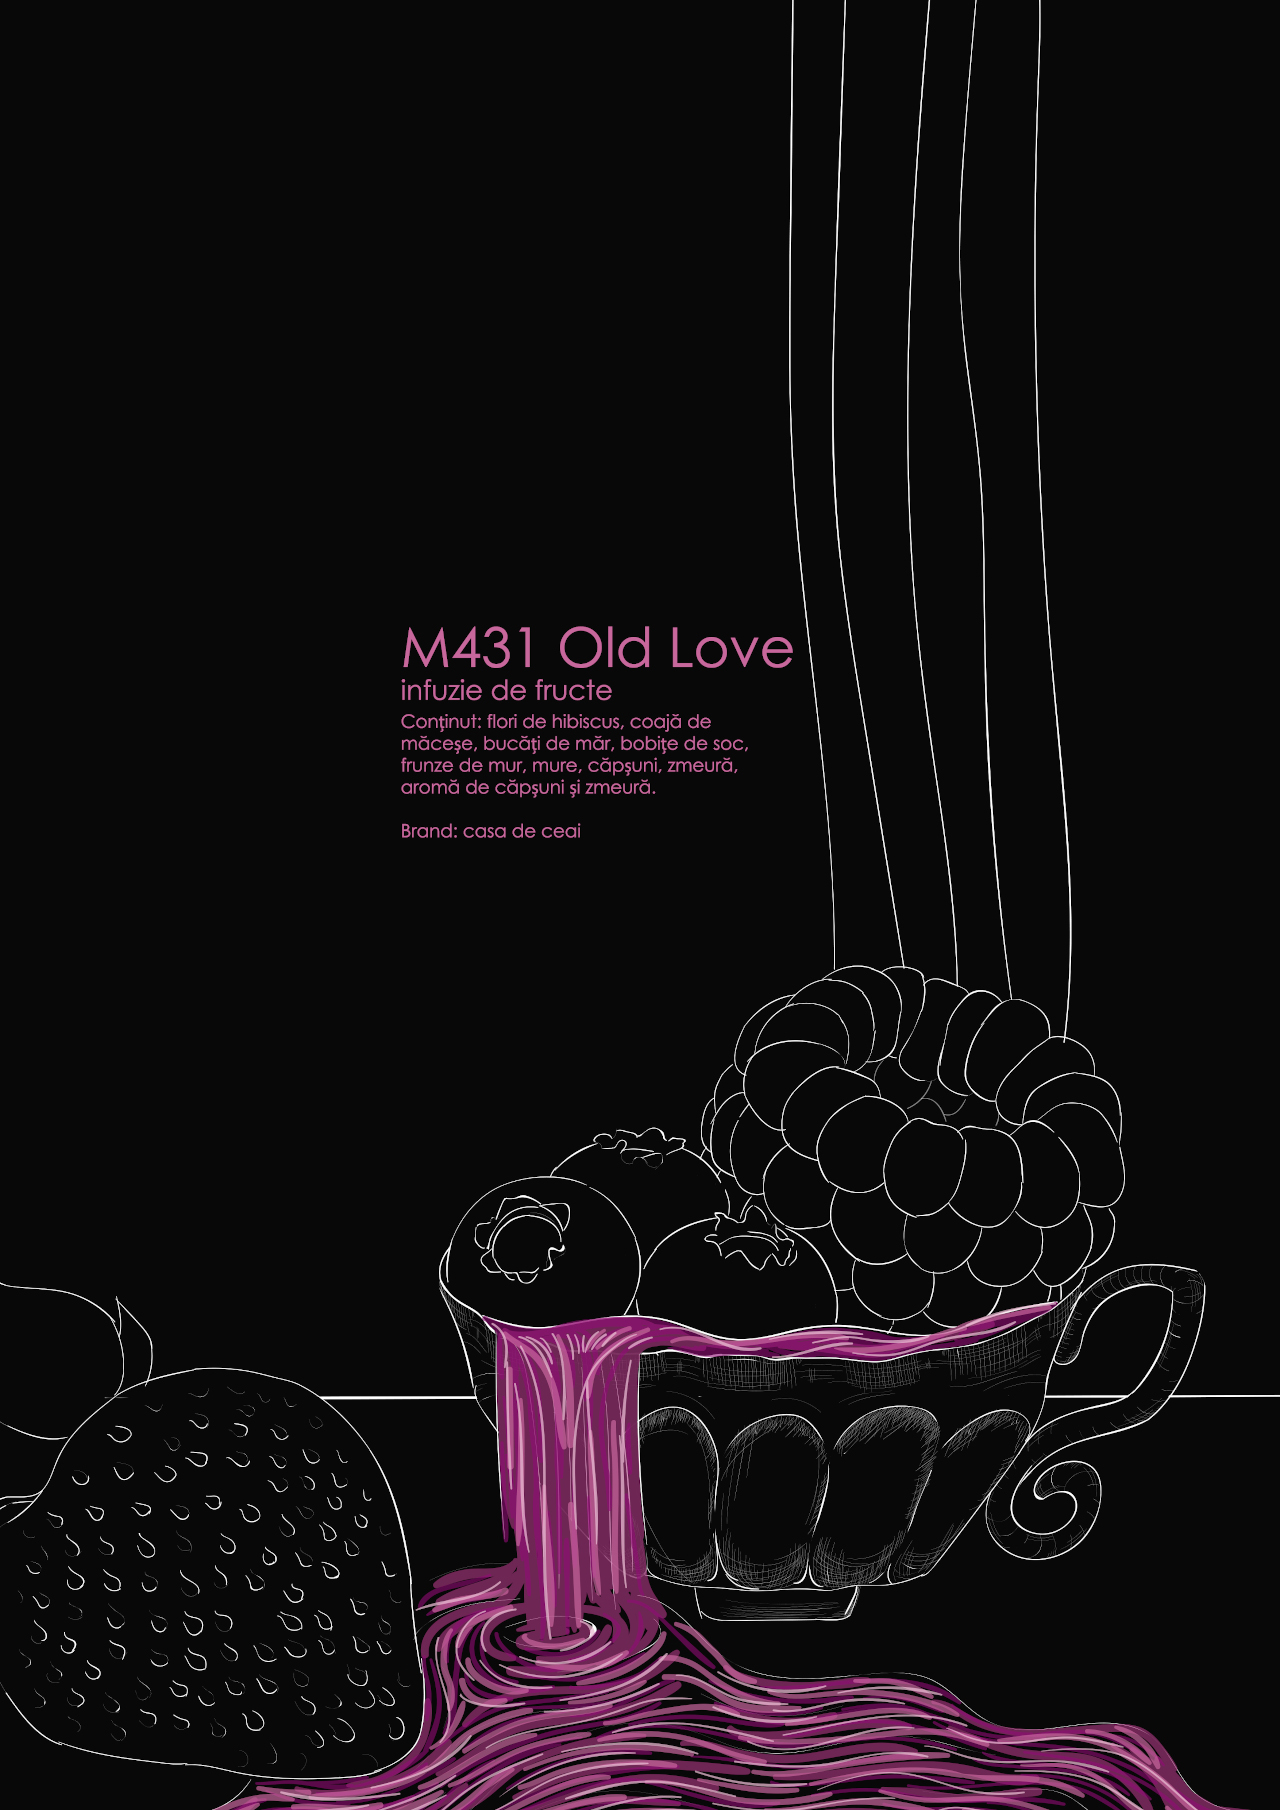 M431 Old Love
infuzie de fructe
Conţinut: flori de hibiscus, coajă de
măceşe, bucăţi de măr, bobiţe de soc,
frunze de mur, mure, căpşuni, zmeură,
aromă de căpşuni şi zmeură.
Brand: casa de ceai